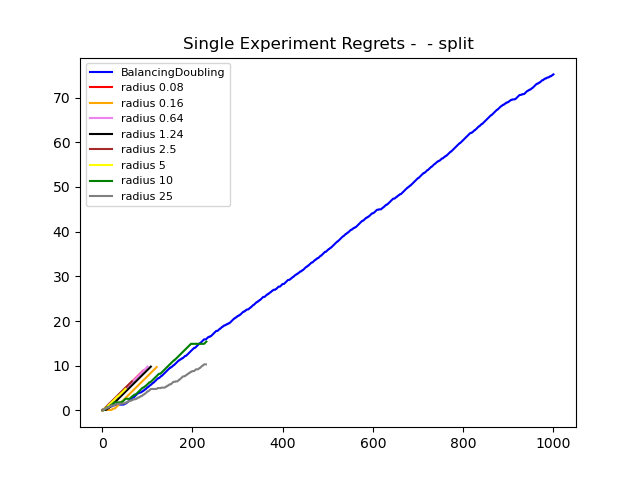 Single Experiment Regrets -  - split
BalancingDoubling
radius 0.08
radius 0.16
radius 0.64
radius 1.24
radius 2.5
radius 5
radius 10
radius 25
70
60
50
40
30
20
10
0
0 200 400 600 800 1000